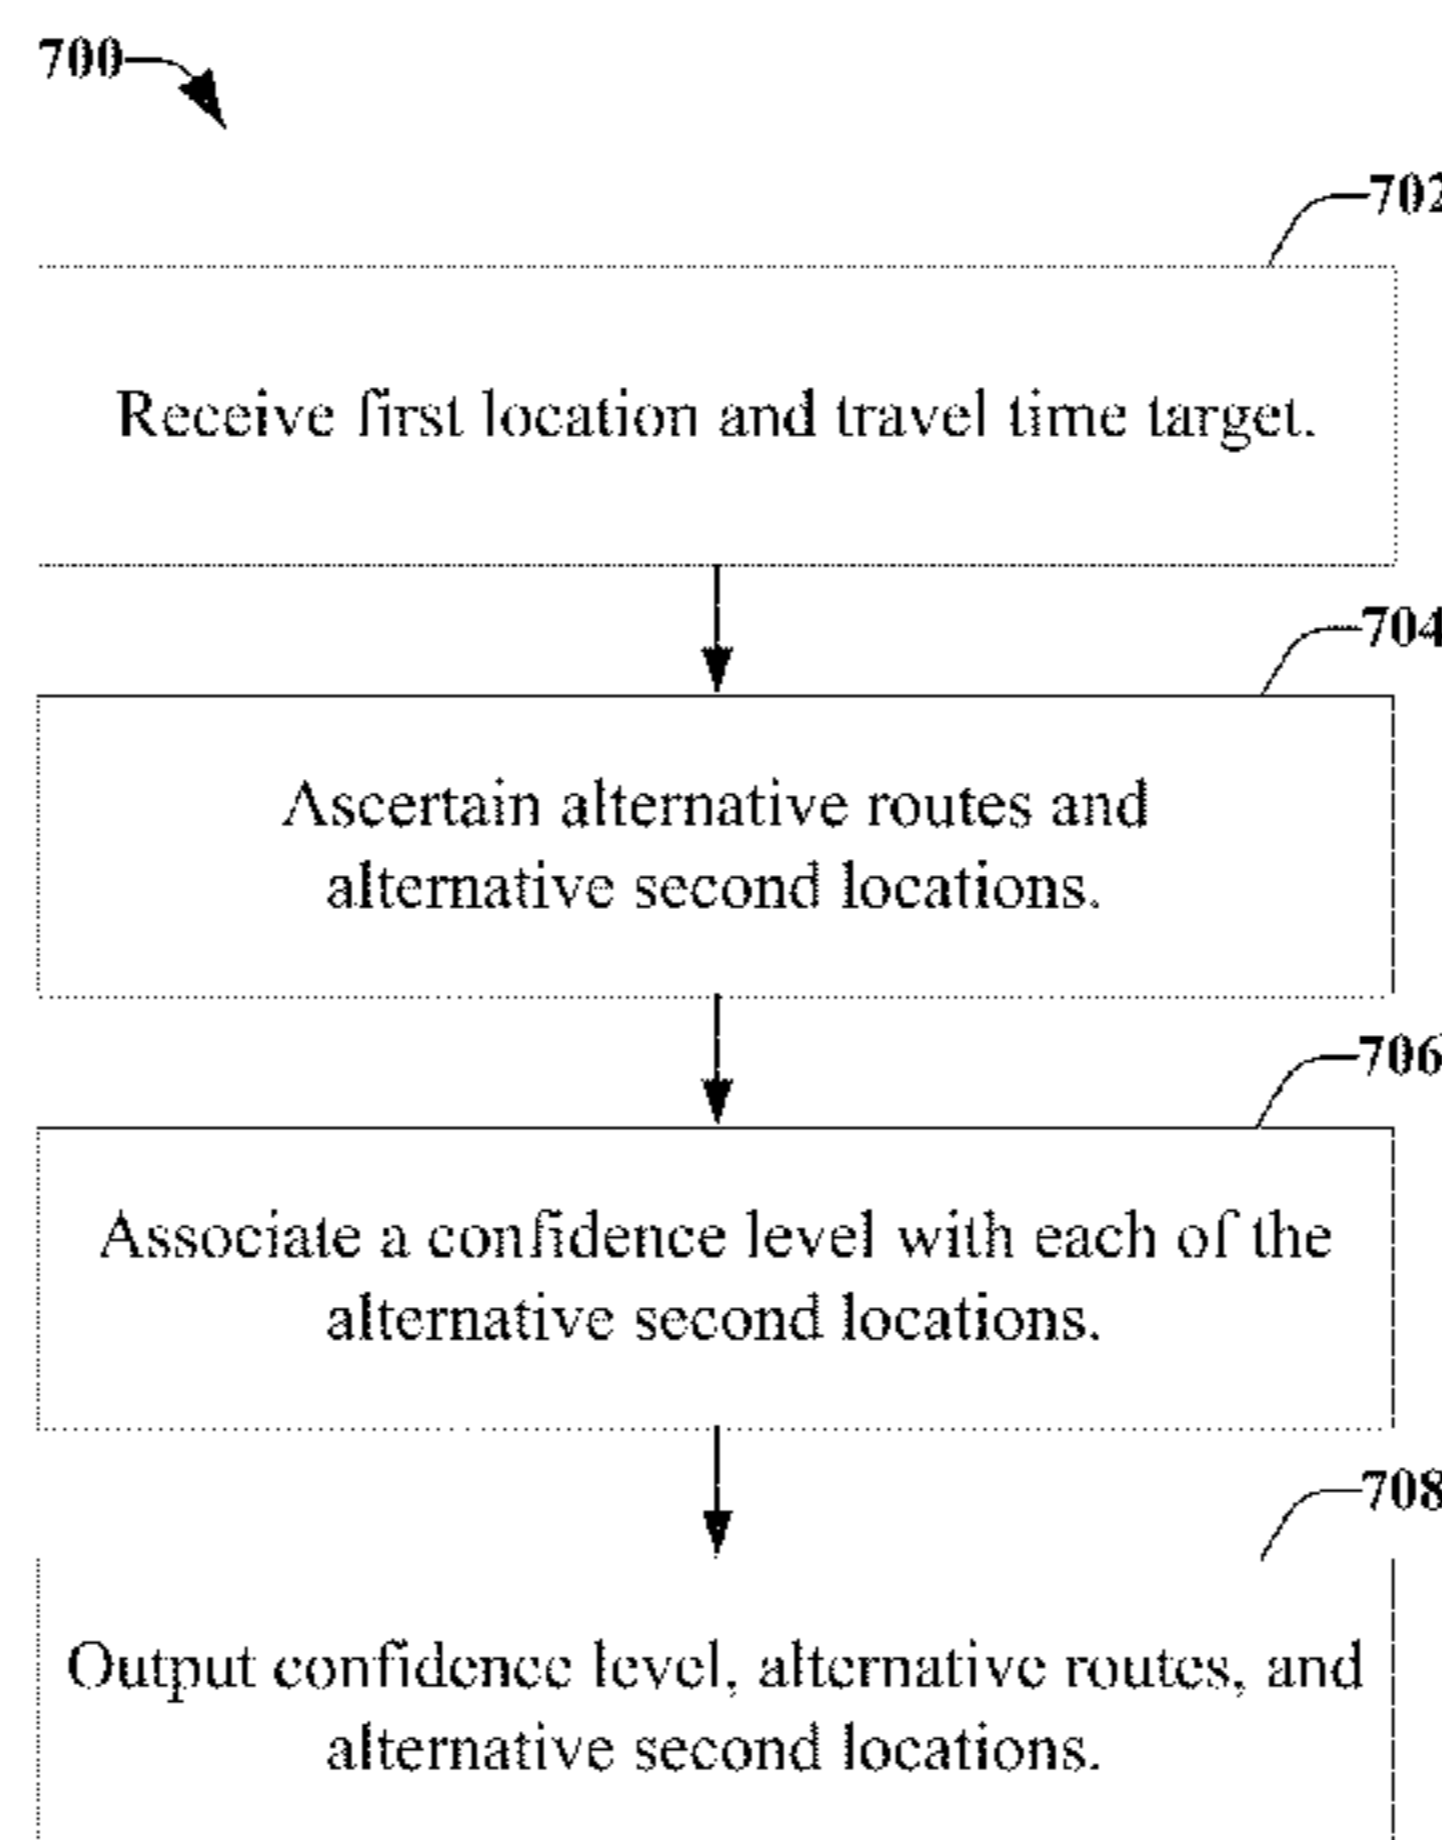 700
702
Receive first location and travel time target.
704
Ascertain alternative routes and
alternative second locations.
706
Associate a confidence level with each of the
alternative second locations.
708
Output confidence level, alternative routes, and
alternative second locations.